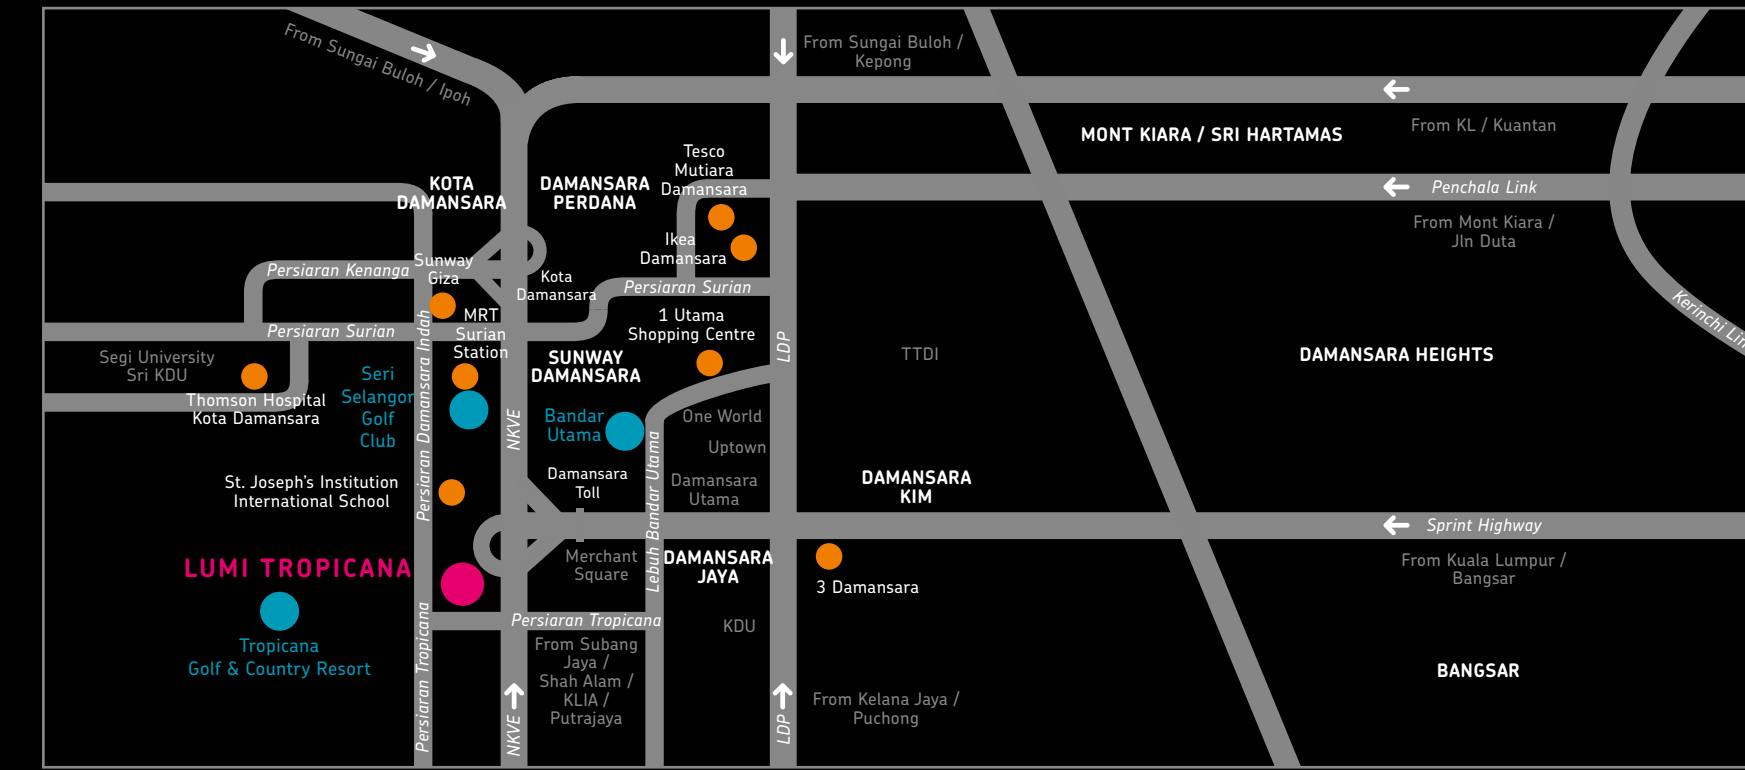 From Sungai Buloh / Ipoh
From Sungai Buloh /
Kepong
From KL / Kuantan
MONT KIARA / SRI HARTAMAS
Tesco
Mutiara
Damansara
KOTA
DAMANSARA
DAMANSARA
PERDANA
Penchala Link
From Mont Kiara /
Jln Duta
Ikea
Damansara
Sunway
Giza
Persiaran Kenanga
Kota
Damansara
Persiaran Surian
Kerinchi Lin
MRT
Surian
Station
1 Utama
Shopping Centre
Persiaran Surian
Persiaran Damansara Indah
LDP
Segi University
Sri KDU
SUNWAY
DAMANSARA
TTDI
DAMANSARA HEIGHTS
Thomson Hospital
Kota Damansara
Seri
Selangor
Golf
Club
NKVE
Bandar
Utama
One World
Uptown
Lebuh Bandar Utama
St. Joseph's Institution
International School
Damansara
Toll
Damansara
Utama
DAMANSARA
KIM
Sprint Highway
From Kuala Lumpur /
Bangsar
LUMI TROPICANA
Merchant
Square
DAMANSARA
JAYA
3 Damansara
Persiaran Tropicana
Persiaran Tropicana
KDU
Tropicana
Golf & Country Resort
From Subang
Jaya /
Shah Alam /
KLIA /
Putrajaya
BANGSAR
From Kelana Jaya /
Puchong
NKVE
LDP